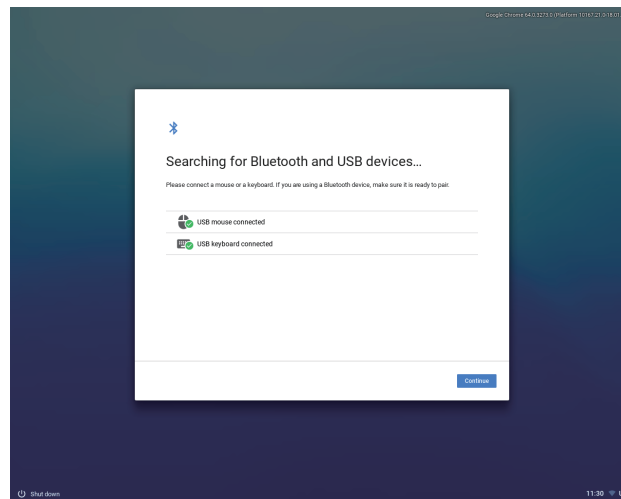 Google Chrome 64.0.3273.0 (Platform 10167.21.0/18.01
Searching for Bluetooth and USB devices...
Please connect a mouse or a keyboard. If you are using a Bluetooth device, make sure it is ready to pair.
USB mouse connected
USB keyboard connected
Continue
Shut down
11:30